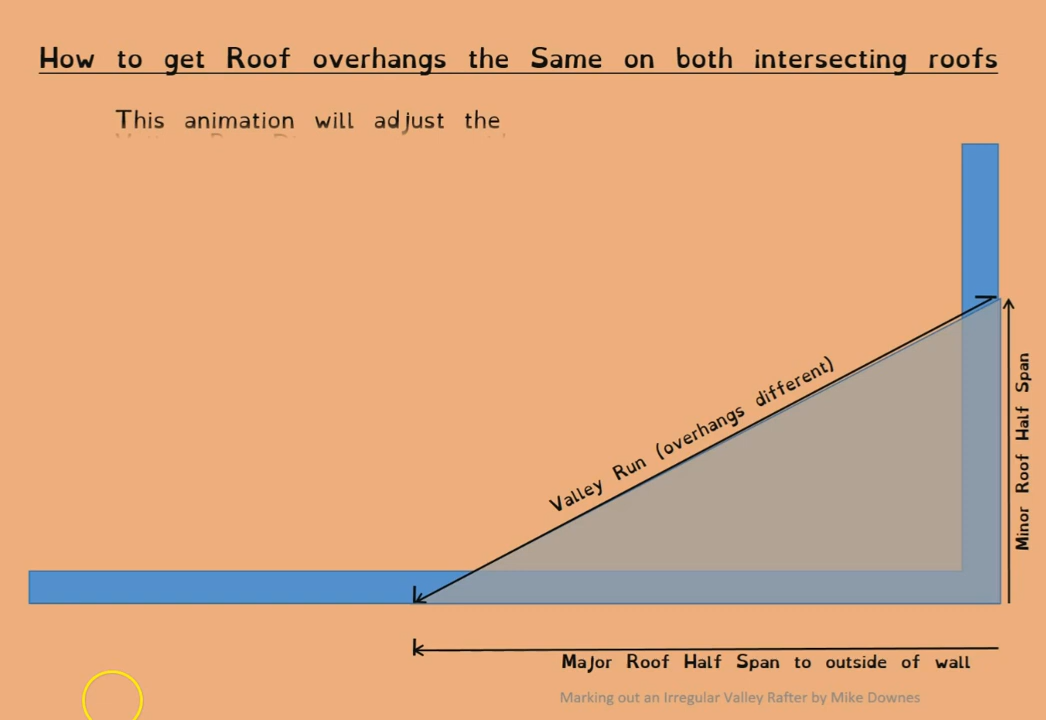 How to get Roof overhangs the Same on both intersecting roofs
This animation will adjust the
Valley Run (overhangs different)
Minor Roof Half Span
Major Roof Half Span to outside of wall
Marking out an Irregular Valley Rafter by Mike Downes